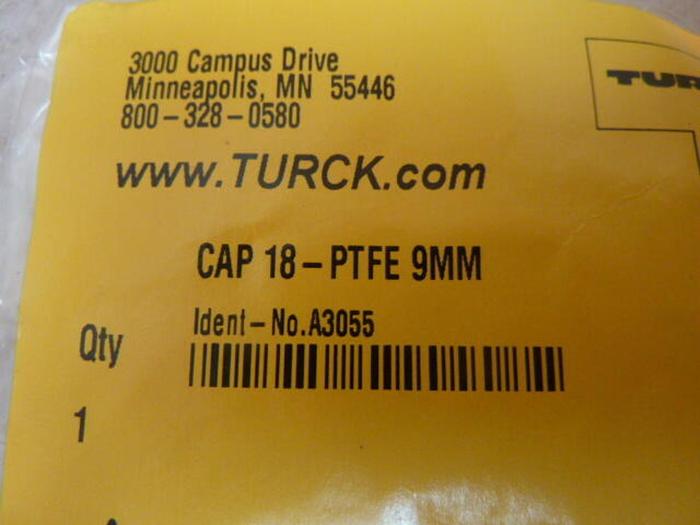 3000 Campus Drive
Minneapolis, MN 55446
800-328-0580
www.TURCK.com
CAP 18-PTFE 9MM
Ident-No.A3055
Qty
1